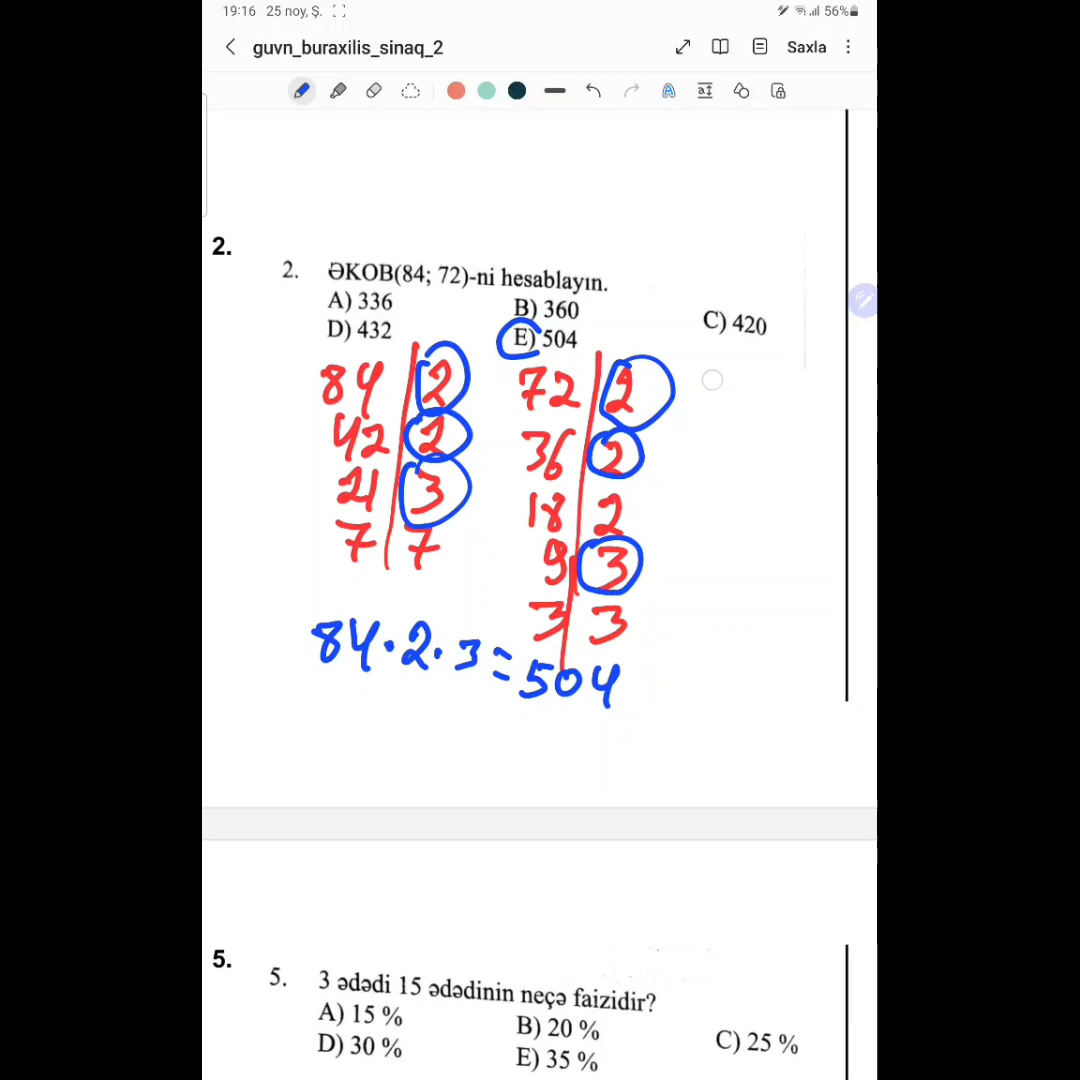 19:16 25 noy, Ş. 56%
guvn_buraxilis_sinaq_2 Saxla
2.
2. ƏKOB(84; 72)-ni hesablayın.
A) 336 B) 360 C) 420
D) 432 E) 504
84 2 72 2
42 2 36 2
21 3 18 2
7 7 9 3
3 3
84·2·3=504
5.
5. 3 ədədi 15 ədədinin neçə faizidir?
A) 15 % B) 20 % C) 25 %
D) 30 % E) 35 %